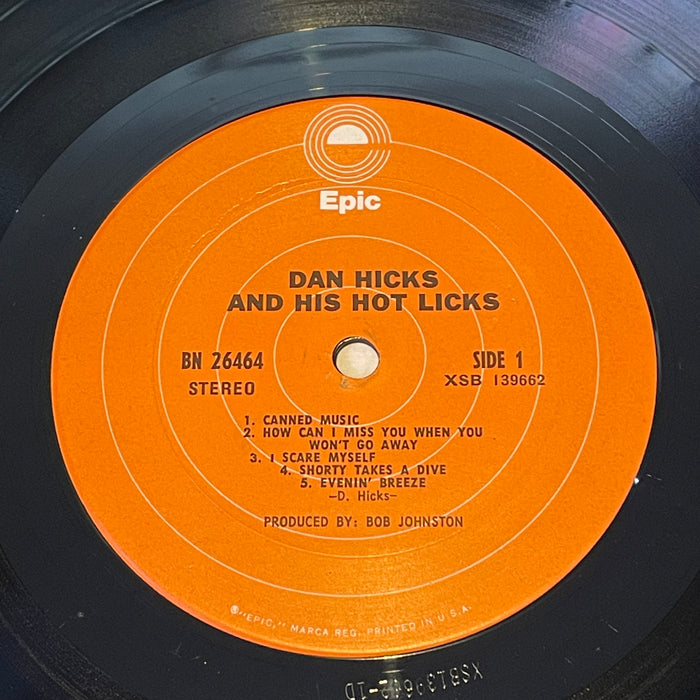 Epic
DAN HICKS
AND HIS HOT LICKS
BN 26464
STEREO
SIDE 1
XSB 139662
1. CANNED MUSIC
2. HOW CAN I MISS YOU WHEN YOU
WON'T GO AWAY
3. I SCARE MYSELF
4. SHORTY TAKES A DIVE
5. EVENIN' BREEZE
—D. Hicks—
PRODUCED BY: BOB JOHNSTON
®"EPIC," MARCA REG. PRINTED IN U.S.A.
XSB139662-1D